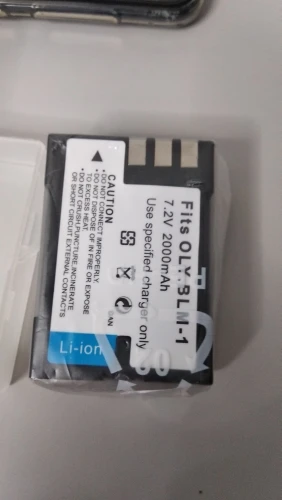 Fits OLY.BLM-1
7.2V 2000mAh
Use specified charger only
CAUTION
•DO NOT CONNECT IMPROPERLY.
•DO NOT DISPOSE OF IN FIRE OR EXPOSE
TO EXCESS HEAT
•DO NOT CRUSH,PUNCTURE,INCINERATE
OR SHORT CIRCUIT EXTERNAL CONTACTS
Li-ion